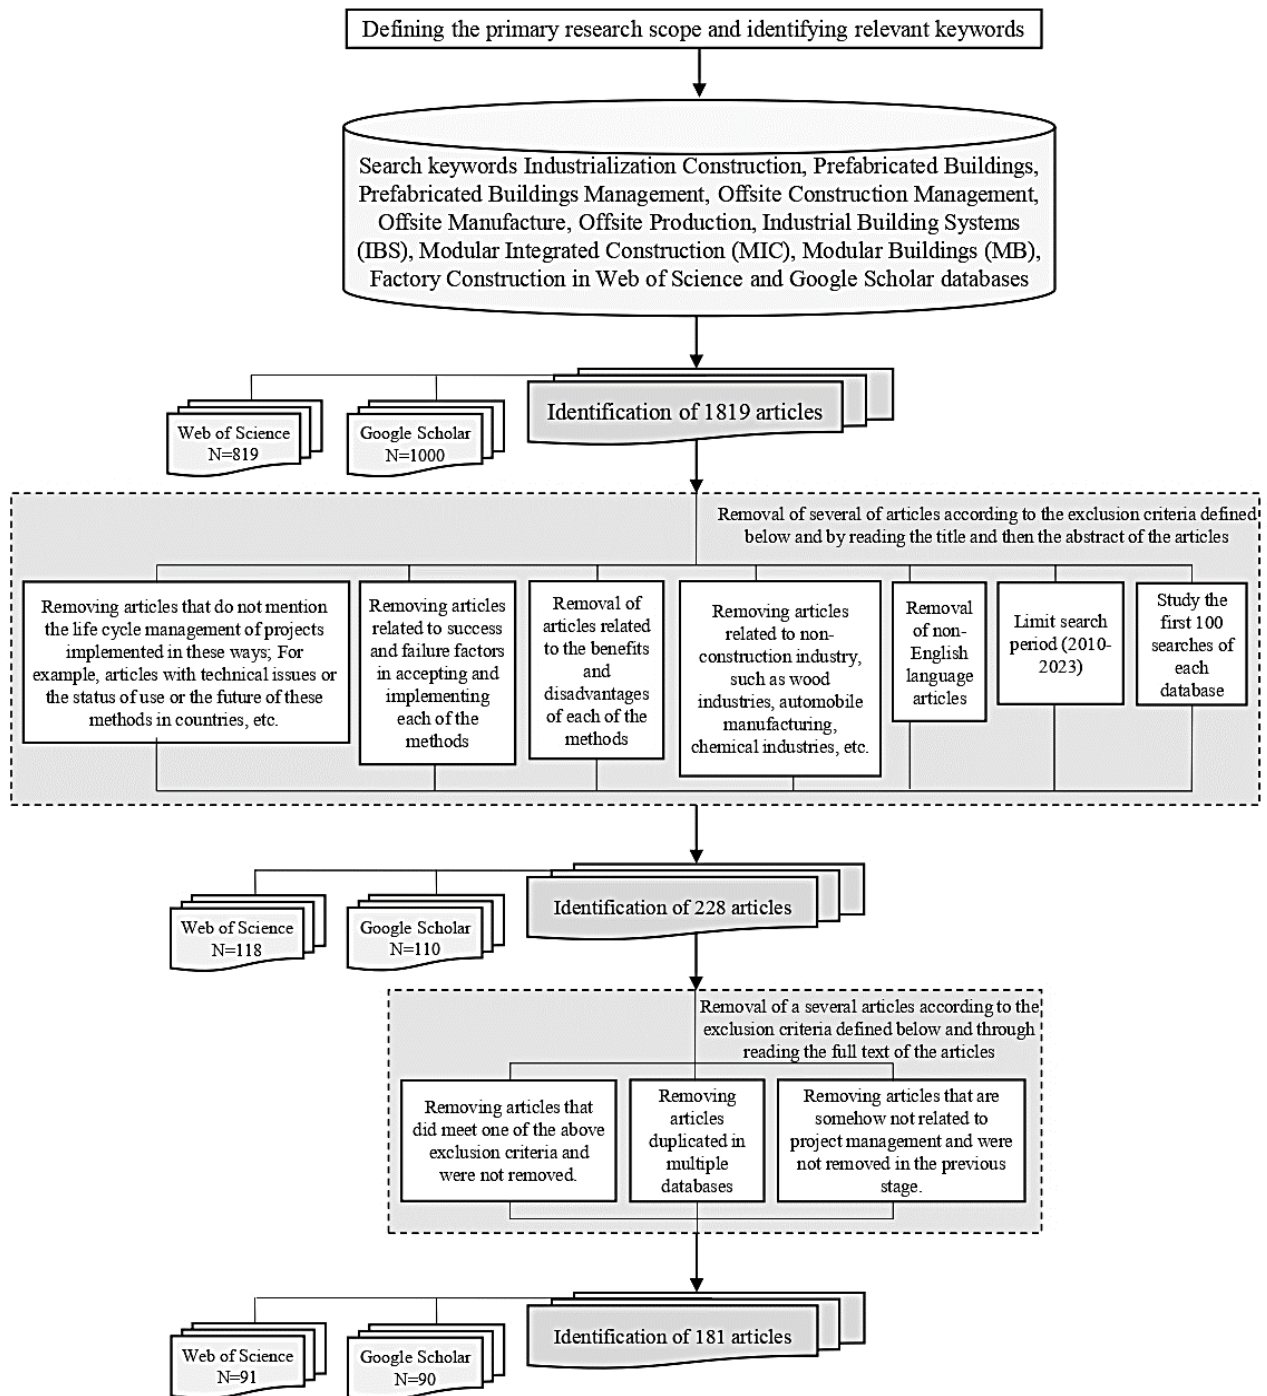 Defining the primary research scope and identifying relevant keywords
Search keywords Industrialization Construction, Prefabricated Buildings,
Prefabricated Buildings Management, Offsite Construction Management,
Offsite Manufacture, Offsite Production, Industrial Building Systems
(IBS), Modular Integrated Construction (MIC), Modular Buildings (MB),
Factory Construction in Web of Science and Google Scholar databases
Identification of 1819 articles
Web of Science
N=819
Google Scholar
N=1000
Removal of several of articles according to the exclusion criteria defined
below and by reading the title and then the abstract of the articles
Removing articles that do not mention
the life cycle management of projects
implemented in these ways; For
example, articles with technical issues or
the status of use or the future of these
methods in countries, etc.
Removing articles
related to success
and failure factors
in accepting and
implementing
each of the
methods
Removal of
articles related
to the benefits
and
disadvantages
of each of the
methods
Removing articles
related to non-
construction industry,
such as wood
industries, automobile
manufacturing,
chemical industries, etc.
Removal
of non-
English
language
articles
Limit search
period (2010-
2023)
Study the
first 100
searches of
each
database
Identification of 228 articles
Web of Science
N=118
Google Scholar
N=110
Removal of a several articles according to the
exclusion criteria defined below and through
reading the full text of the articles
Removing articles that
did meet one of the above
exclusion criteria and
were not removed.
Removing
articles
duplicated in
multiple
databases
Removing articles that are
somehow not related to
project management and were
not removed in the previous
stage.
Identification of 181 articles
Web of Science
N=91
Google Scholar
N=90